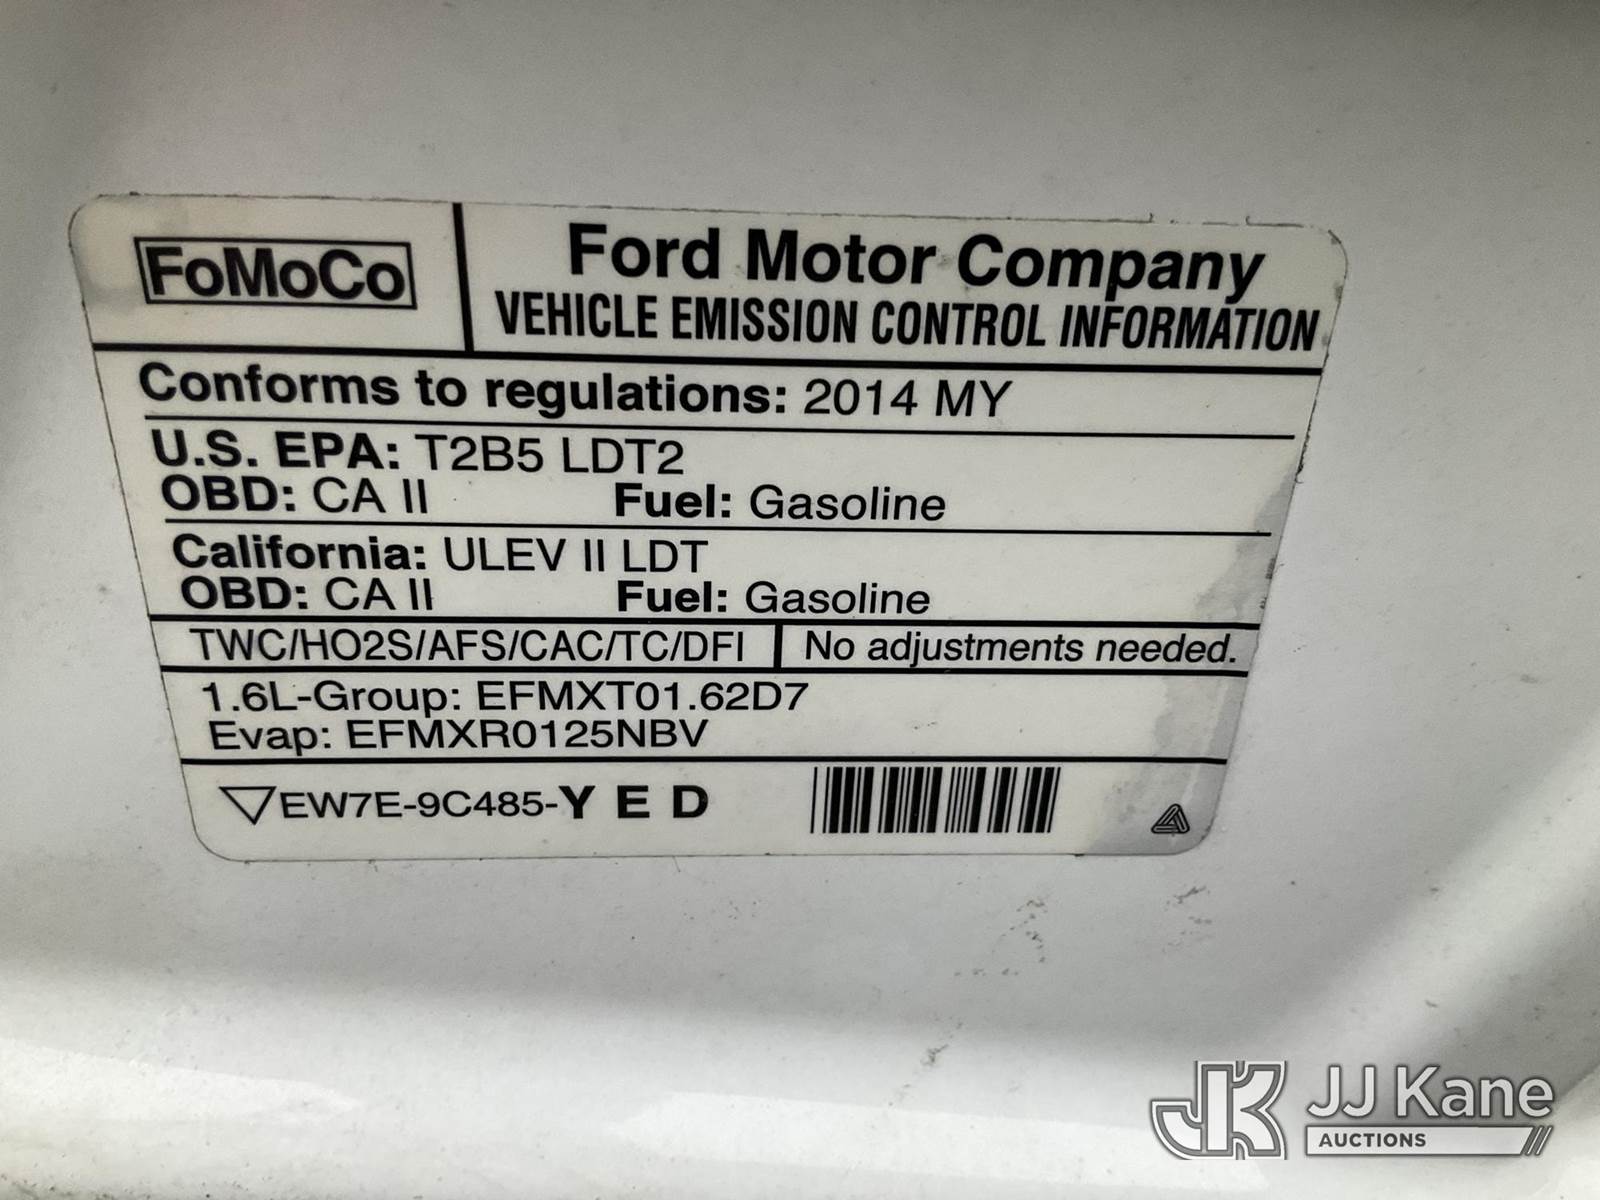 FoMoCo
Ford Motor Company
VEHICLE EMISSION CONTROL INFORMATION
Conforms to regulations: 2014 MY
U.S. EPA: T2B5 LDT2
OBD: CA II Fuel: Gasoline
California: ULEV II LDT
OBD: CA II Fuel: Gasoline
TWC/HO2S/AFS/CAC/TC/DFI No adjustments needed.
1.6L-Group: EFMXT01.62D7
Evap: EFMXR0125NBV
EW7E-9C485-Y E D
JK JJ Kane
AUCTIONS